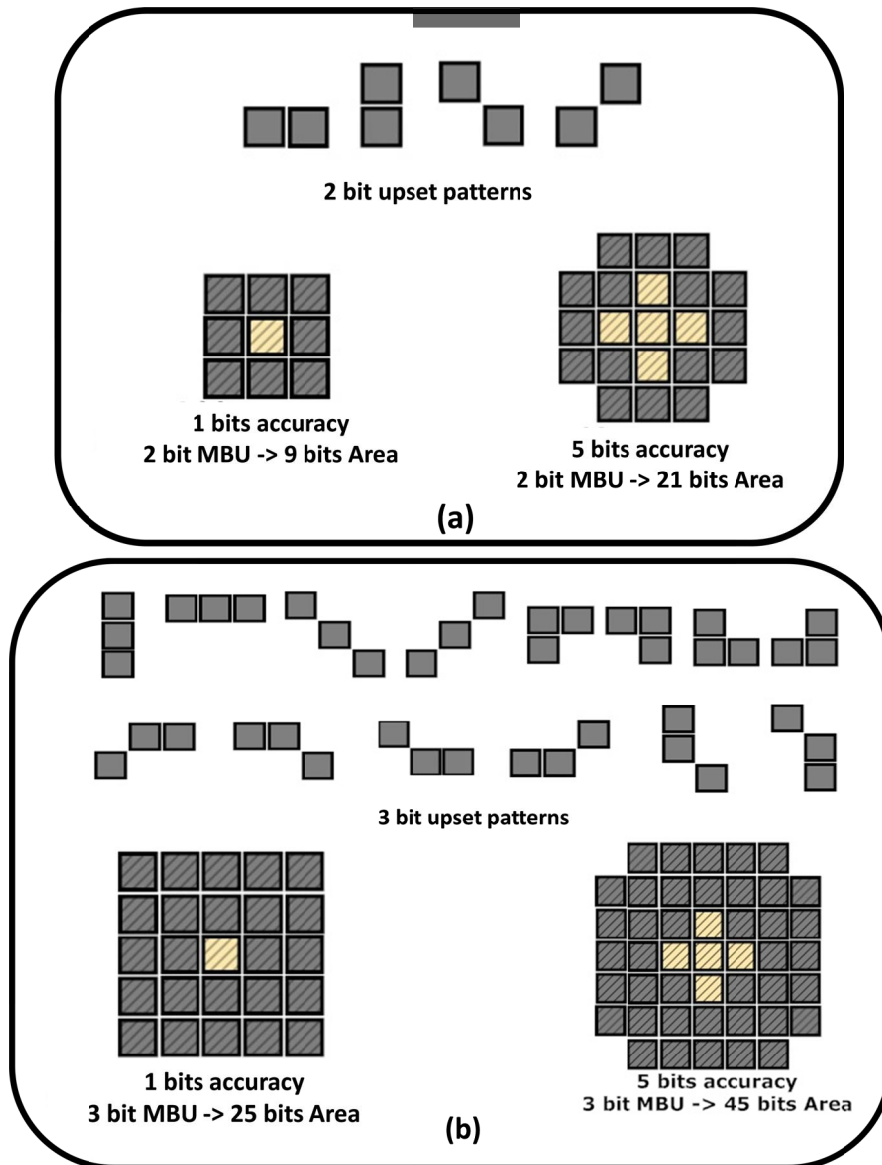 2 bit upset patterns
1 bits accuracy
2 bit MBU -> 9 bits Area
5 bits accuracy
2 bit MBU -> 21 bits Area
(a)
3 bit upset patterns
1 bits accuracy
3 bit MBU -> 25 bits Area
5 bits accuracy
3 bit MBU -> 45 bits Area
(b)